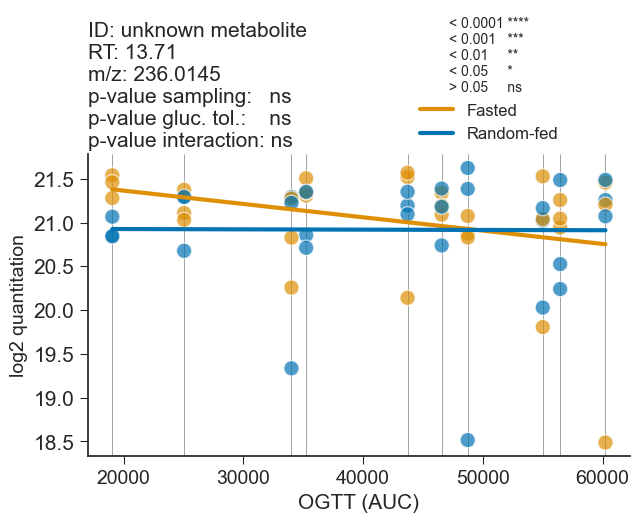 ID: unknown metabolite
RT: 13.71
m/z: 236.0145
p-value sampling: ns
p-value gluc. tol.: ns
p-value interaction: ns
< 0.0001 ****
< 0.001 ***
< 0.01 **
< 0.05 *
> 0.05 ns
Fasted
Random-fed
log2 quantitation
21.5
21.0
20.5
20.0
19.5
19.0
18.5
20000 30000 40000 50000 60000
OGTT (AUC)